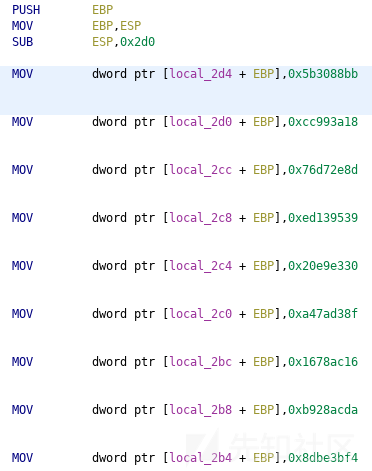 PUSH EBP
MOV EBP,ESP
SUB ESP,0x2d0
MOV dword ptr [local_2d4 + EBP],0x5b3088bb
MOV dword ptr [local_2d0 + EBP],0xcc993a18
MOV dword ptr [local_2cc + EBP],0x76d72e8d
MOV dword ptr [local_2c8 + EBP],0xed139539
MOV dword ptr [local_2c4 + EBP],0x20e9e330
MOV dword ptr [local_2c0 + EBP],0xa47ad38f
MOV dword ptr [local_2bc + EBP],0x1678ac16
MOV dword ptr [local_2b8 + EBP],0xb928acda
MOV dword ptr [local_2b4 + EBP],0x8dbe3bf4
先知社区